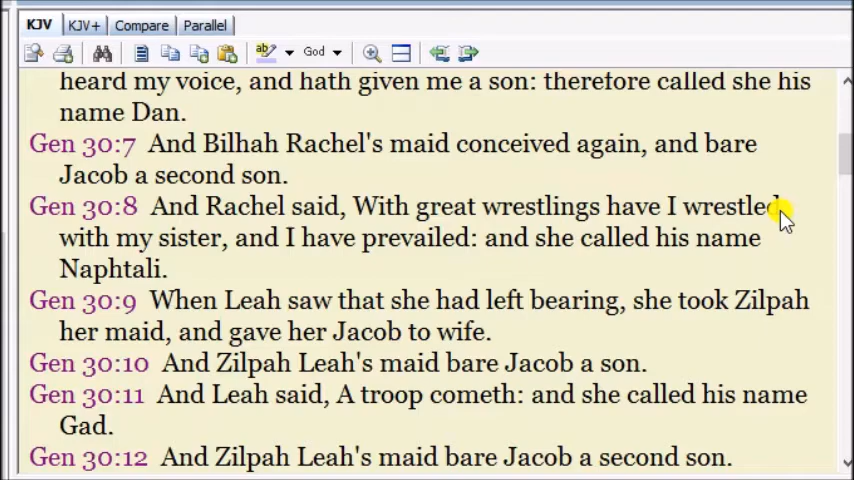 KJV KJV+ Compare Parallel
God
heard my voice, and hath given me a son: therefore called she his
name Dan.
Gen 30:7 And Bilhah Rachel's maid conceived again, and bare
Jacob a second son.
Gen 30:8 And Rachel said, With great wrestlings have I wrestled
with my sister, and I have prevailed: and she called his name
Naphtali.
Gen 30:9 When Leah saw that she had left bearing, she took Zilpah
her maid, and gave her Jacob to wife.
Gen 30:10 And Zilpah Leah's maid bare Jacob a son.
Gen 30:11 And Leah said, A troop cometh: and she called his name
Gad.
Gen 30:12 And Zilpah Leah's maid bare Jacob a second son.